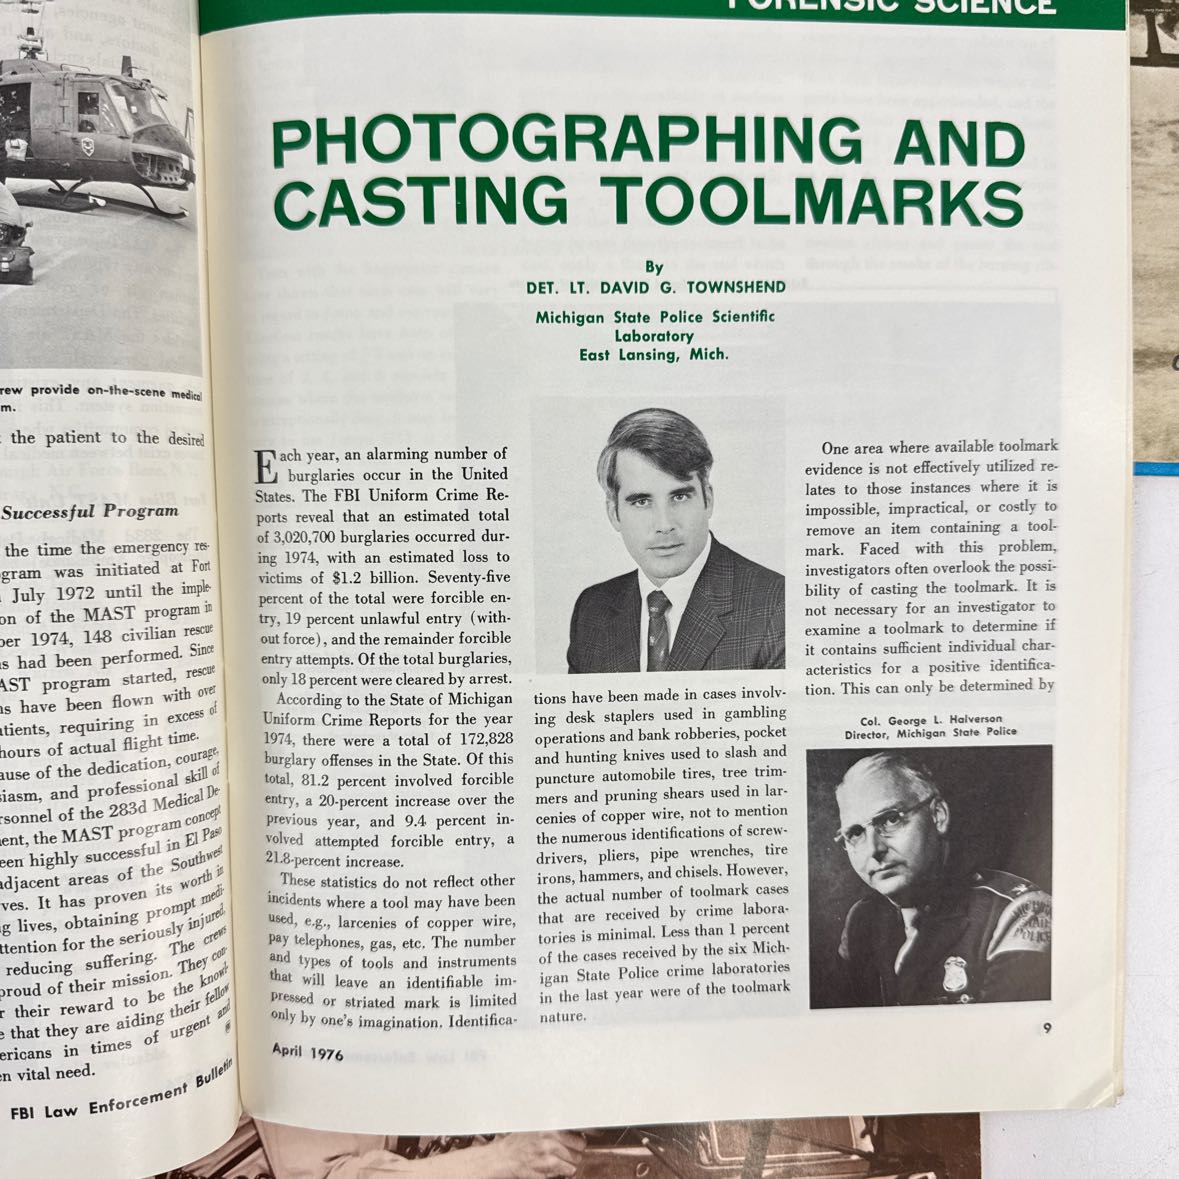 rew provide on-the-scene medical
m.
the patient to the desired
Successful Program
the time the emergency res-
gram was initiated at Fort
July 1972 until the imple-
on of the MAST program in
ber 1974, 148 civilian rescue
s had been performed. Since
AST program started, rescue
ns have been flown with over
atients, requiring in excess of
hours of actual flight time.
ause of the dedication, courage,
siasm, and professional skill of
rsonnel of the 283d Medical De-
ent, the MAST program concept
een highly successful in El Paso
adjacent areas of the Southwest
ves. It has proven its worth in
g lives, obtaining prompt medi-
ttention for the seriously injured,
reducing suffering. The crews
proud of their mission. They con-
r their reward to be the knowl-
e that they are aiding their fellow
ericans in times of urgent and
en vital need.
FBI Law Enforcement Bulletin
FORENSIC SCIENCE
PHOTOGRAPHING AND
CASTING TOOLMARKS
By
DET. LT. DAVID G. TOWNSHEND
Michigan State Police Scientific
Laboratory
East Lansing, Mich.
Each year, an alarming number of
burglaries occur in the United
States. The FBI Uniform Crime Re-
ports reveal that an estimated total
of 3,020,700 burglaries occurred dur-
ing 1974, with an estimated loss to
victims of $1.2 billion. Seventy-five
percent of the total were forcible en-
try, 19 percent unlawful entry (with-
out force), and the remainder forcible
entry attempts. Of the total burglaries,
only 18 percent were cleared by arrest.
According to the State of Michigan
Uniform Crime Reports for the year
1974, there were a total of 172,828
burglary offenses in the State. Of this
total, 81.2 percent involved forcible
entry, a 20-percent increase over the
previous year, and 9.4 percent in-
volved attempted forcible entry, a
21.8-percent increase.
These statistics do not reflect other
incidents where a tool may have been
used, e.g., larcenies of copper wire,
pay telephones, gas, etc. The number
and types of tools and instruments
that will leave an identifiable im-
pressed or striated mark is limited
only by one's imagination. Identifica-
tions have been made in cases involv-
ing desk staplers used in gambling
operations and bank robberies, pocket
and hunting knives used to slash and
puncture automobile tires, tree trim-
mers and pruning shears used in lar-
cenies of copper wire, not to mention
the numerous identifications of screw-
drivers, pliers, pipe wrenches, tire
irons, hammers, and chisels. However,
the actual number of toolmark cases
that are received by crime labora-
tories is minimal. Less than 1 percent
of the cases received by the six Mich-
igan State Police crime laboratories
in the last year were of the toolmark
nature.
One area where available toolmark
evidence is not effectively utilized re-
lates to those instances where it is
impossible, impractical, or costly to
remove an item containing a tool-
mark. Faced with this problem,
investigators often overlook the possi-
bility of casting the toolmark. It is
not necessary for an investigator to
examine a toolmark to determine if
it contains sufficient individual char-
acteristics for a positive identifica-
tion. This can only be determined by
Col. George L. Halverson
Director, Michigan State Police
STATE
POLICE
April 1976
9